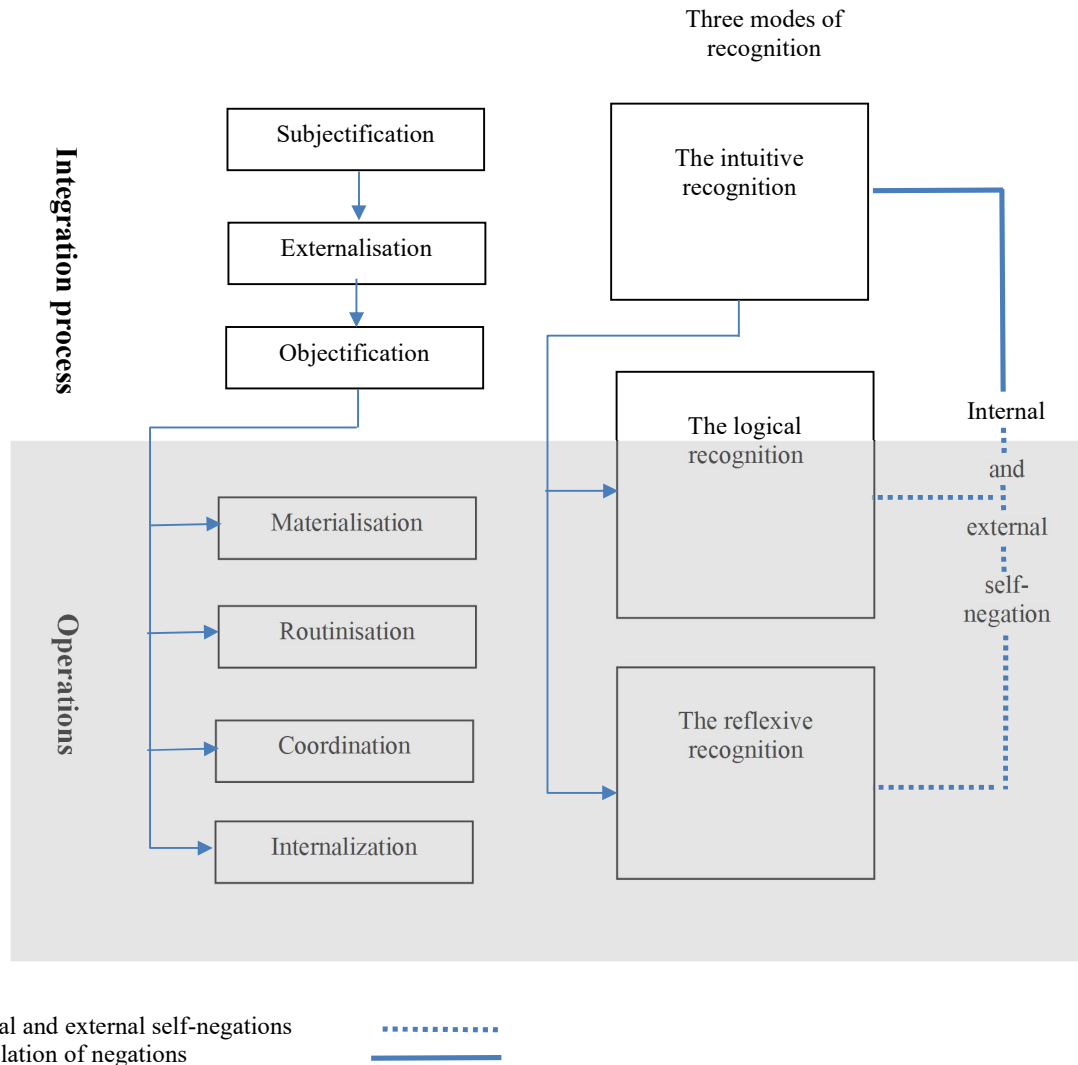 Three modes of
recognition
Integration process
Subjectification
Externalisation
Objectification
The intuitive
recognition
The logical
recognition
Internal
and
external
self-
negation
Operations
Materialisation
Routinisation
Coordination
Internalization
The reflexive
recognition
al and external self-negations
lation of negations